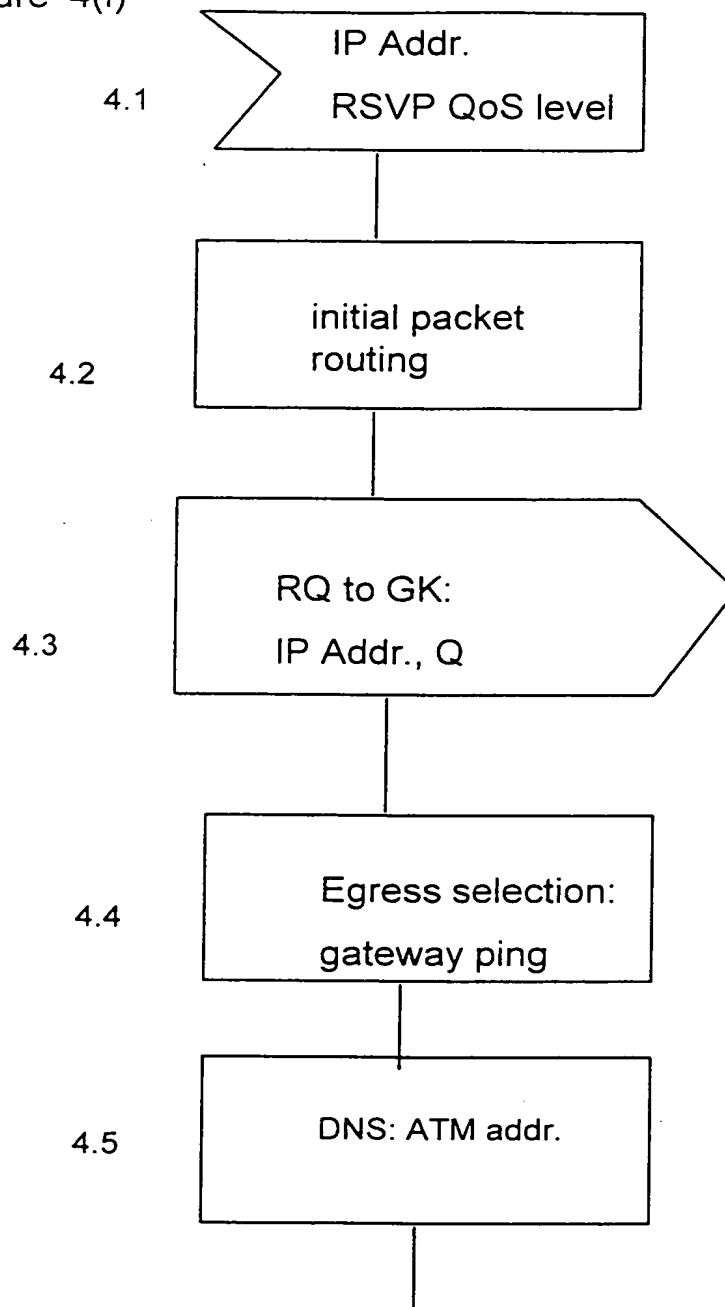 4(i)
IP Addr.
4.1
RSVP QoS level
initial packet
routing
4.2
RQ to GK:
4.3
IP Addr., Q
Egress selection:
4.4
gateway ping
DNS: ATM addr.
4.5